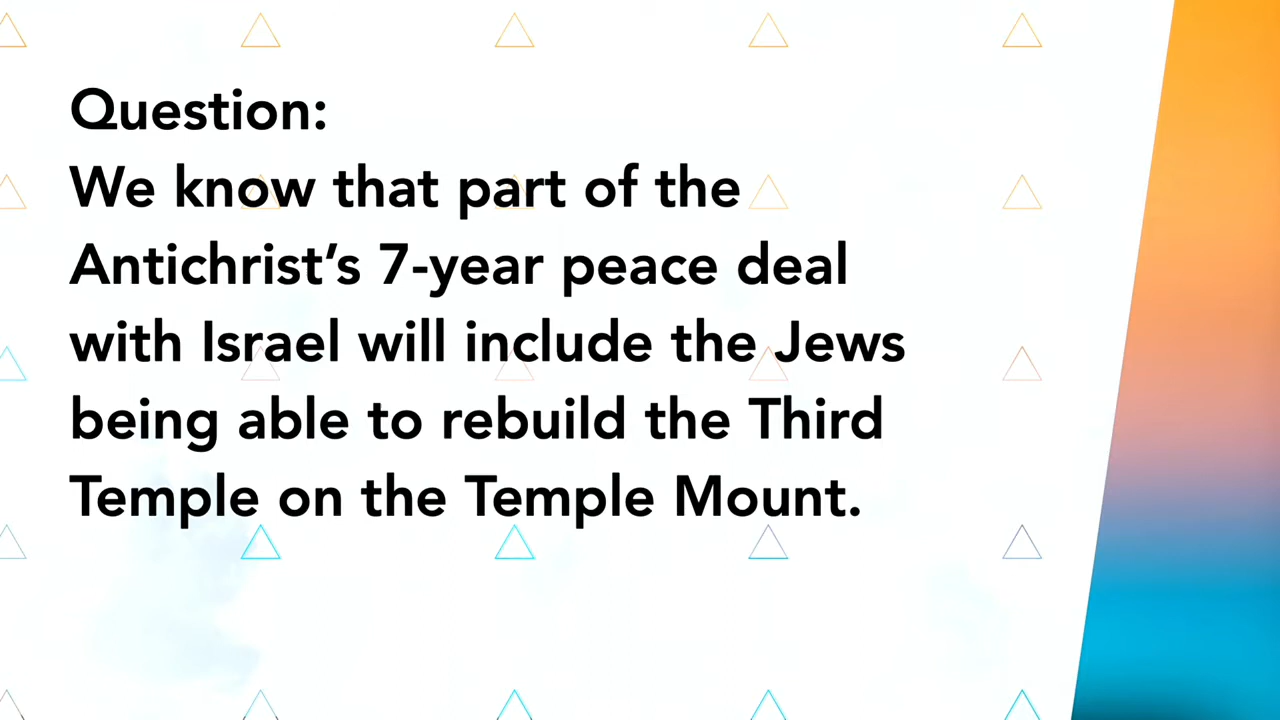 Question:
We know that part of the
Antichrist’s 7-year peace deal
with Israel will include the Jews
being able to rebuild the Third
Temple on the Temple Mount.